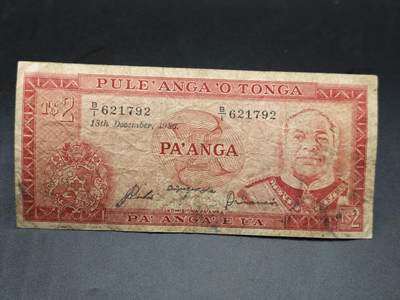 PULE'ANGA 'O TONGA
T$2
B/1 621792
B/1 621792
PA'ANGA
PA'ANGA E UA
T$2